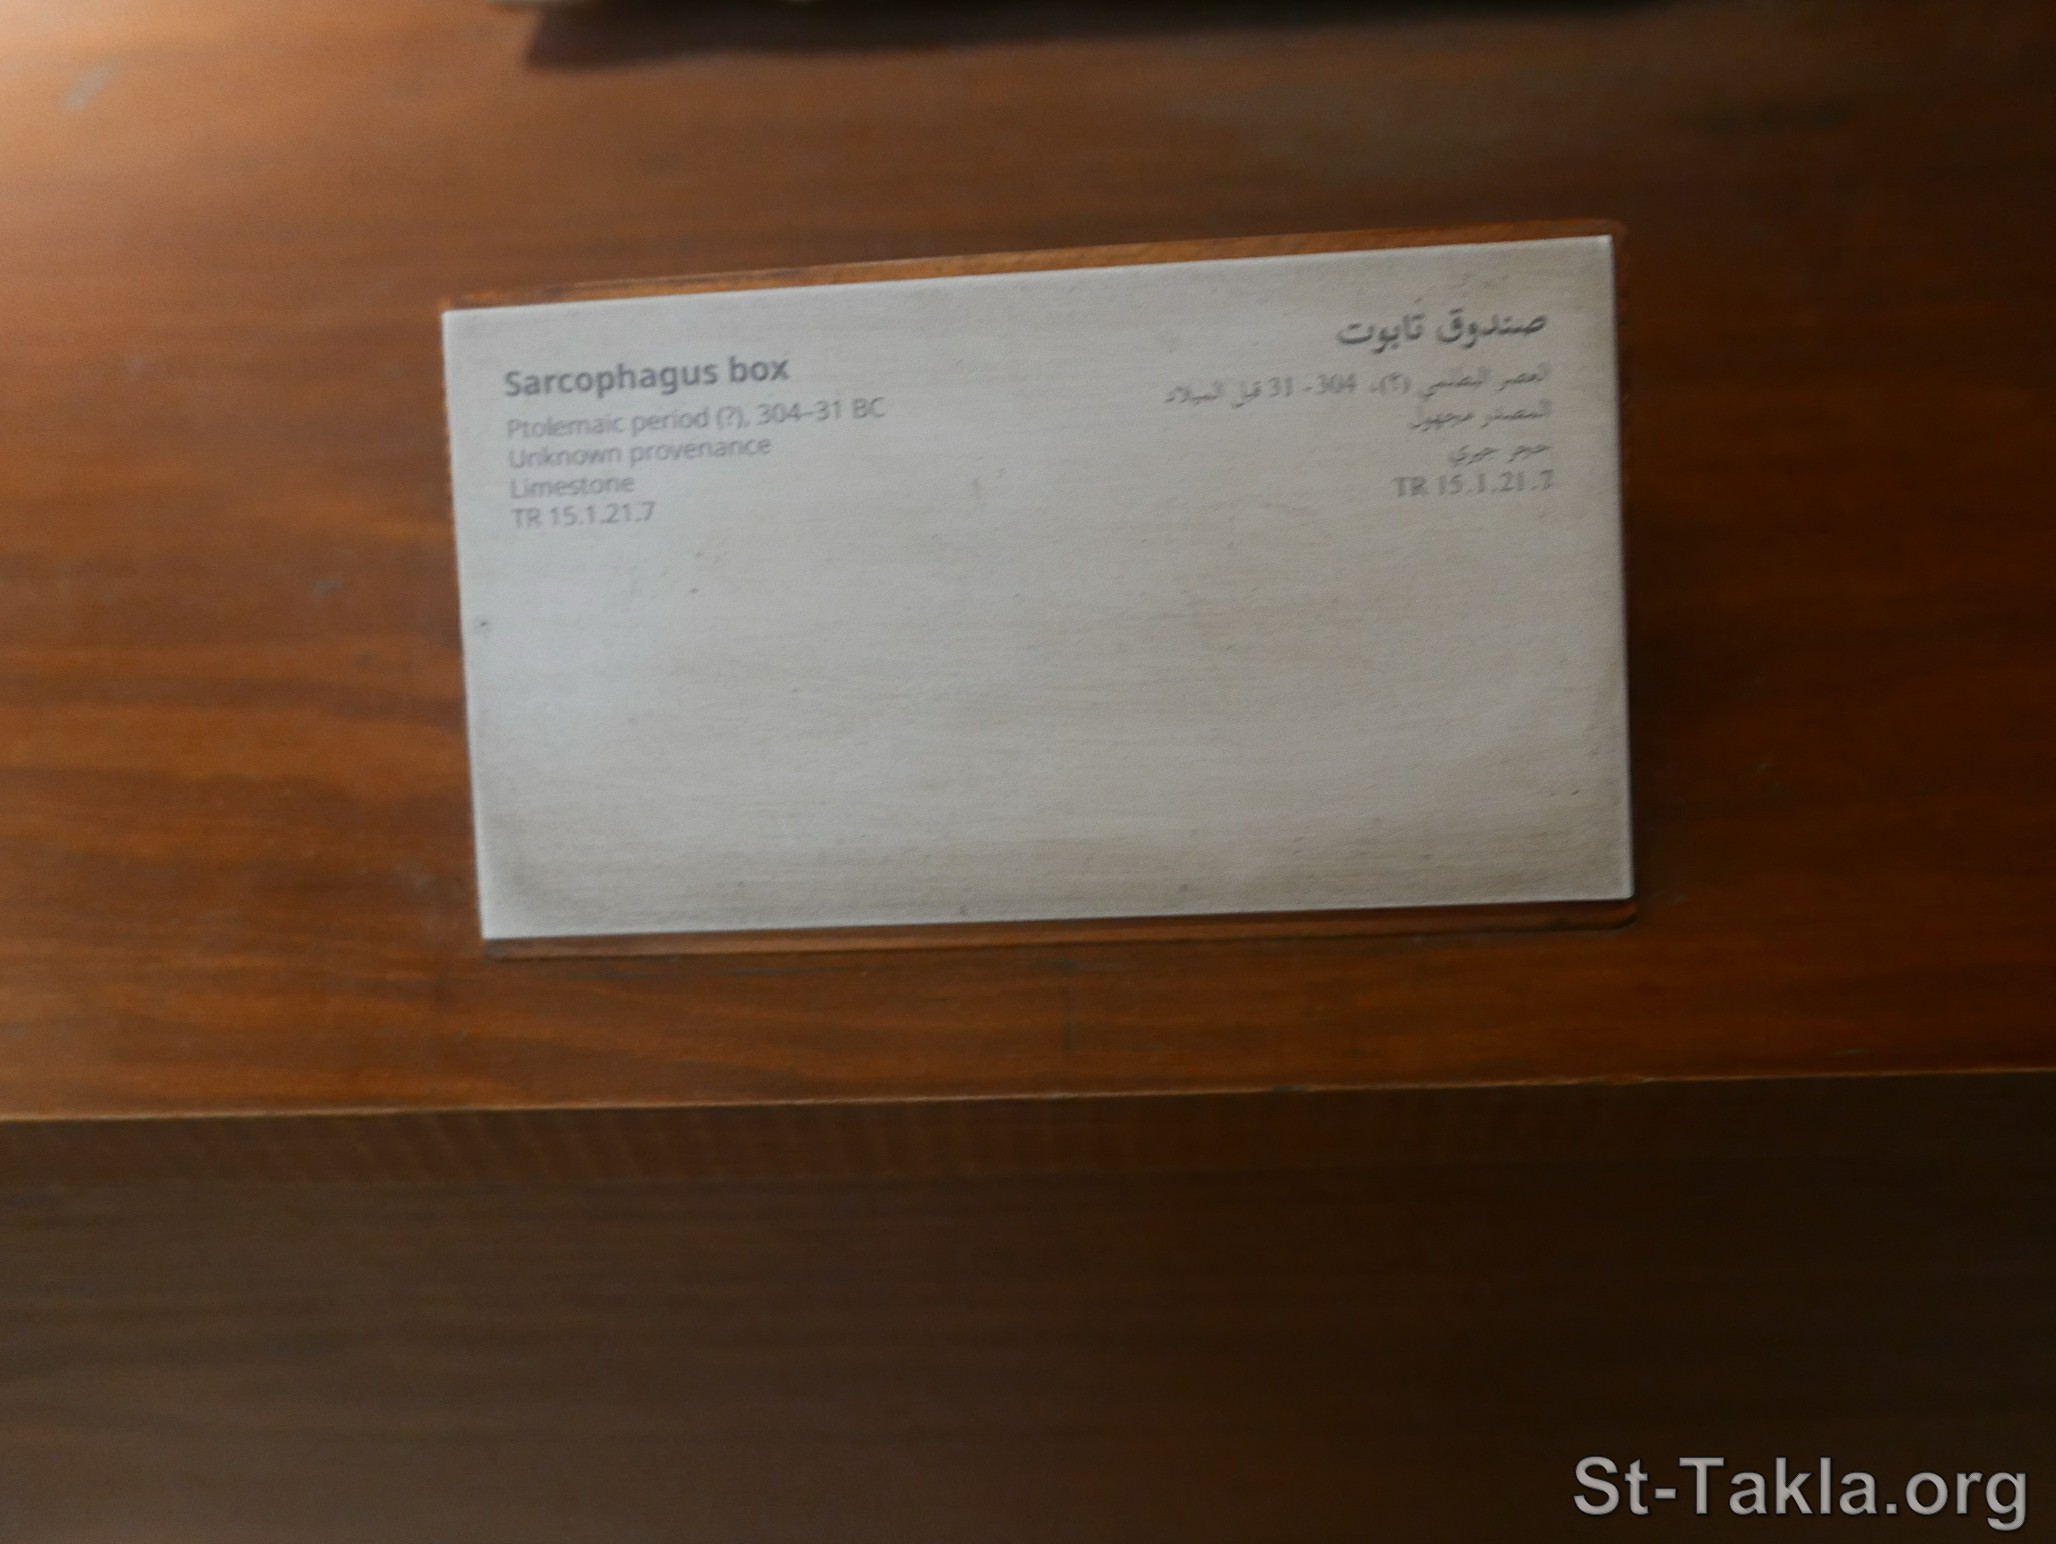 Sarcophagus box
Ptolemaic period (?), 304–31 BC
Unknown provenance
Limestone
TR 15.1.21.7
صندوق تابوت
العصر البطلمي (؟)، 304- 31 قبل الميلاد
المصدر مجهول
حجر جيري
TR 15.1.21.7
St-Takla.org